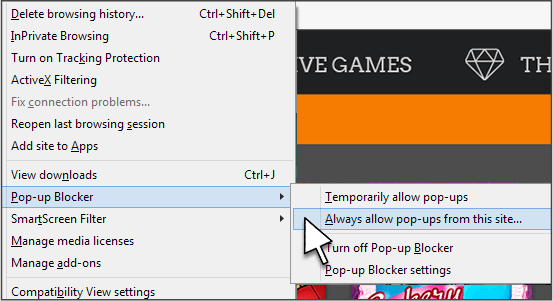 Delete browsing history... Ctrl+Shift+Del
InPrivate Browsing Ctrl+Shift+P
Turn on Tracking Protection
ActiveX Filtering
Fix connection problems...
Reopen last browsing session
Add site to Apps
View downloads Ctrl+J
Pop-up Blocker
SmartScreen Filter
Manage media licenses
Manage add-ons
Compatibility View settings
Temporarily allow pop-ups
Always allow pop-ups from this site...
Turn off Pop-up Blocker
Pop-up Blocker settings
VE GAMES
TH